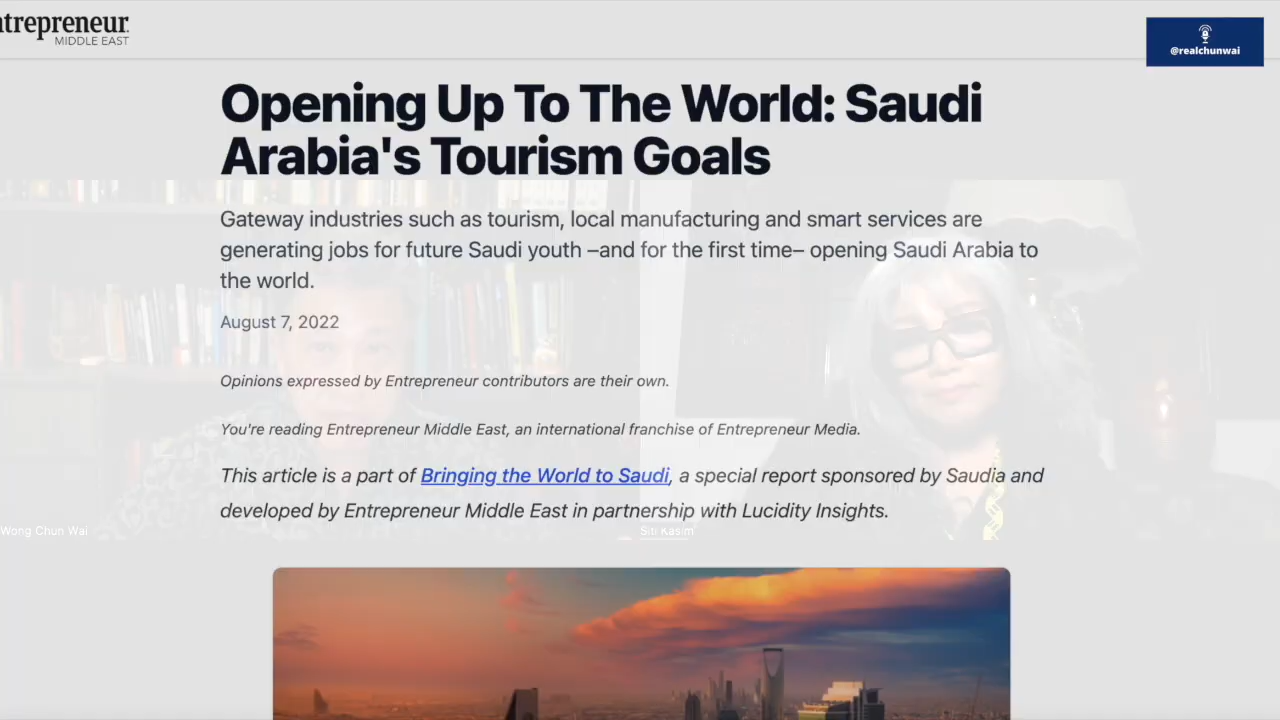 ntrepreneur.
MIDDLE EAST
@realchunwai
Opening Up To The World: Saudi
Arabia's Tourism Goals
Gateway industries such as tourism, local manufacturing and smart services are
generating jobs for future Saudi youth –and for the first time– opening Saudi Arabia to
the world.
August 7, 2022
Opinions expressed by Entrepreneur contributors are their own.
You're reading Entrepreneur Middle East, an international franchise of Entrepreneur Media.
This article is a part of Bringing the World to Saudi, a special report sponsored by Saudia and
developed by Entrepreneur Middle East in partnership with Lucidity Insights.
Wong Chun Wai
Siti Kasim